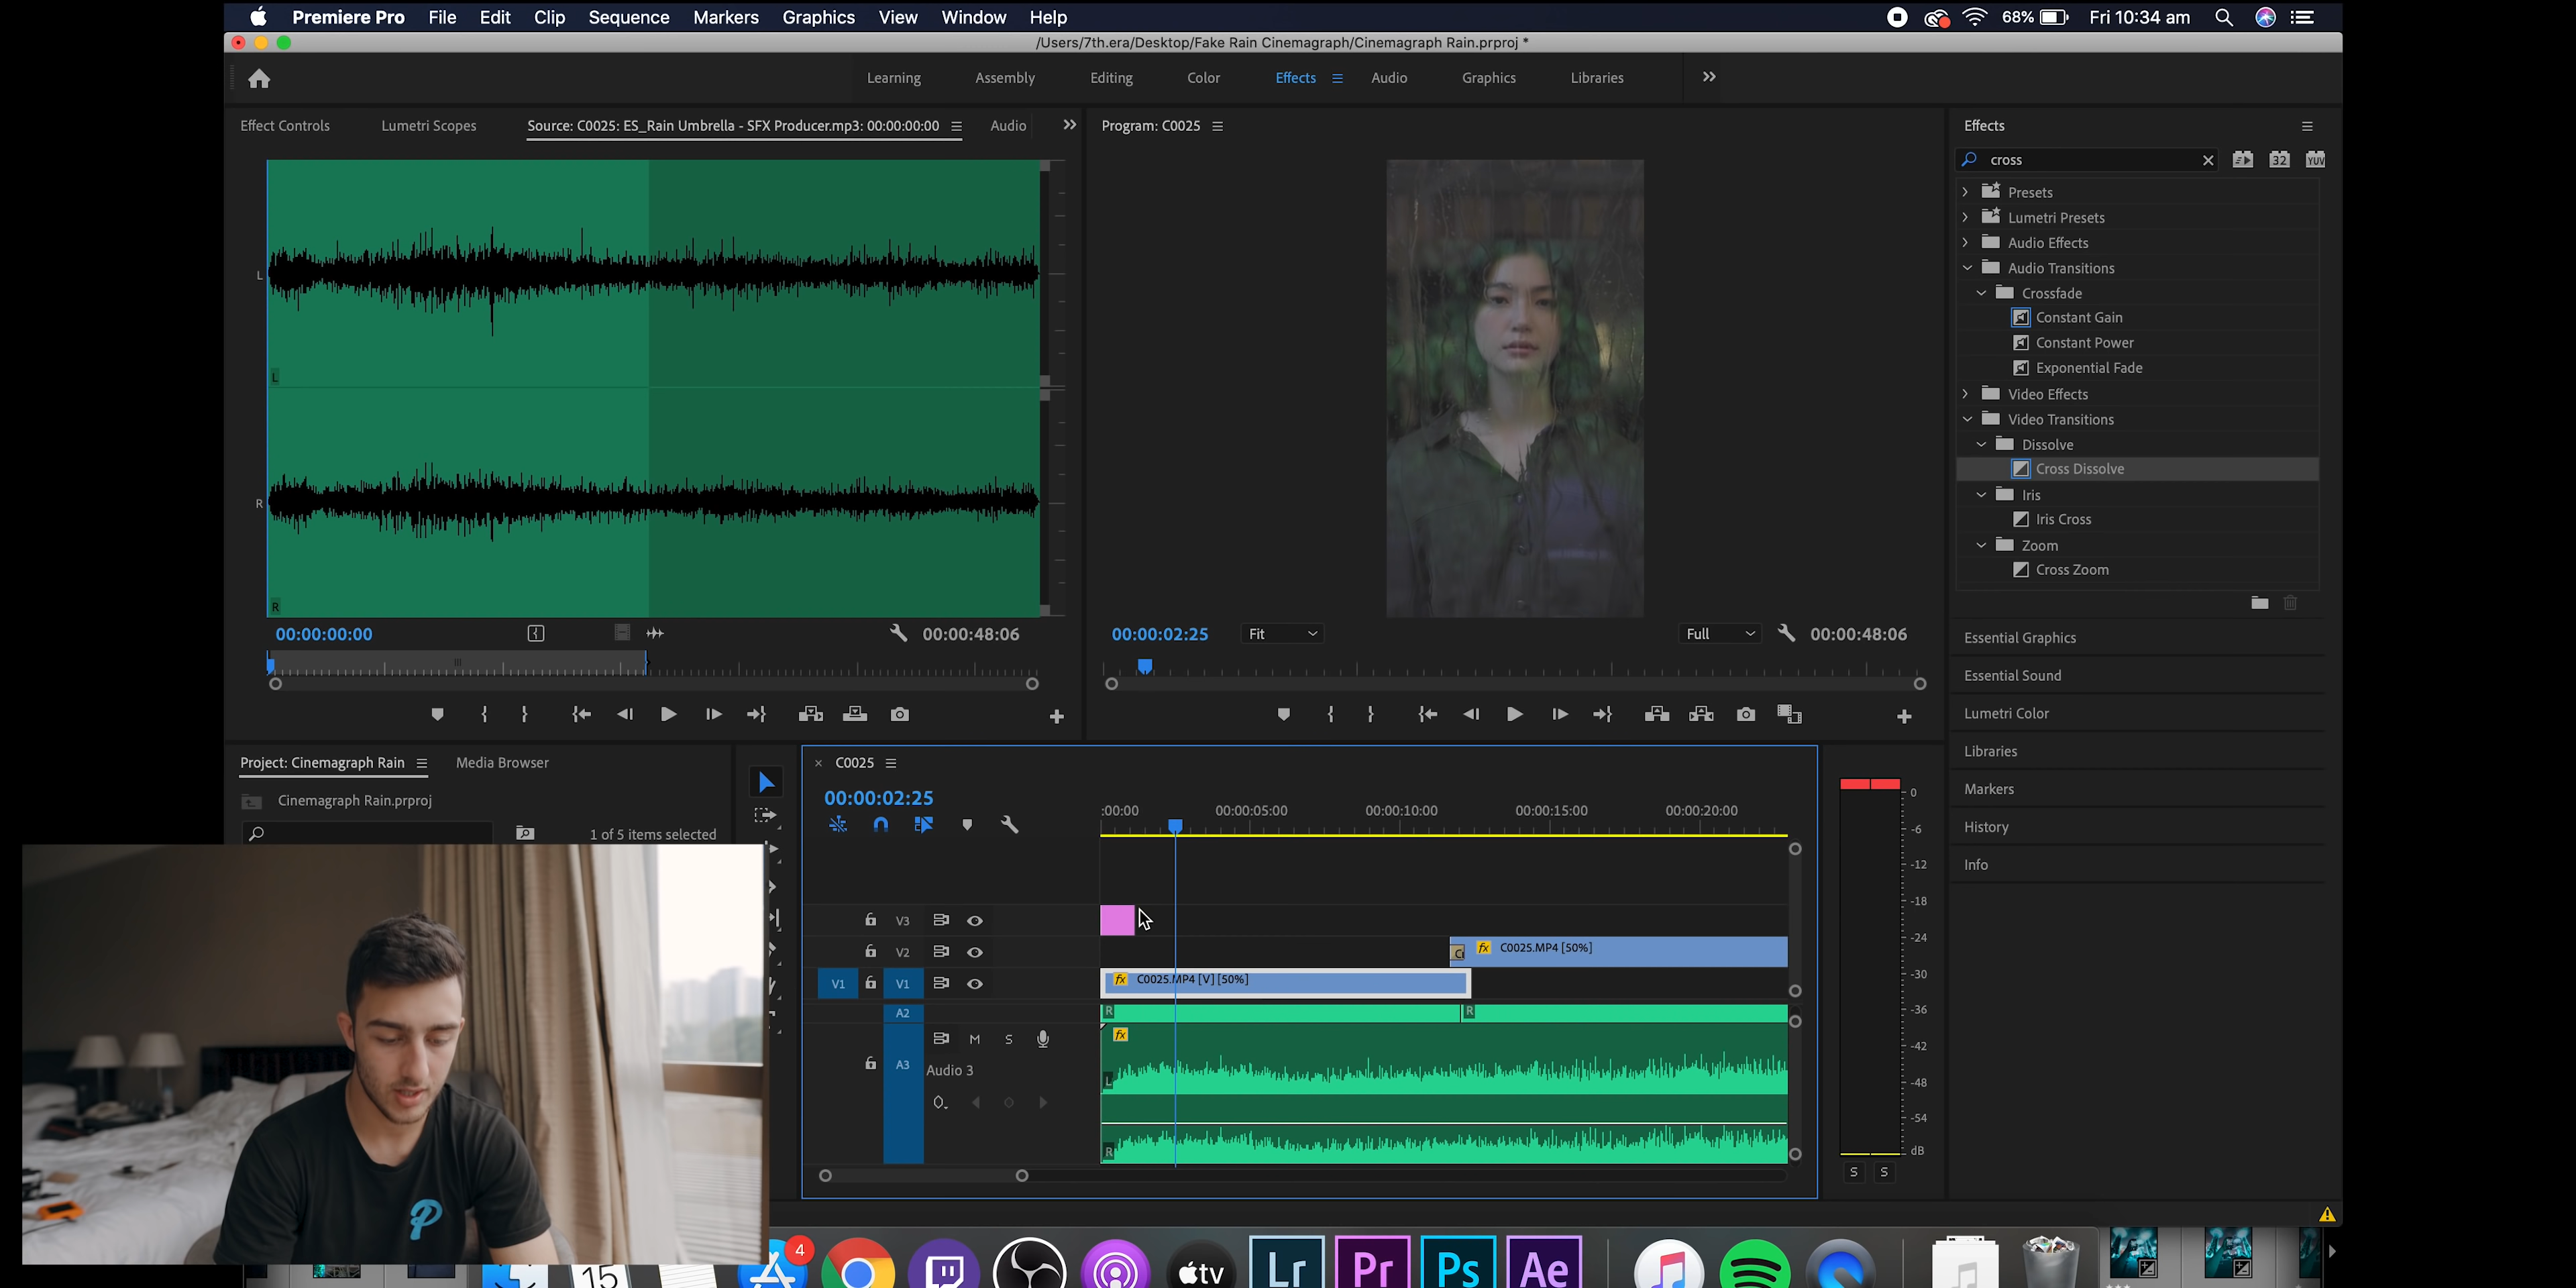 Premiere Pro File Edit Clip Sequence Markers Graphics View Window Help 68% Fri 10:34 am
/Users/7th.era/Desktop/Fake Rain Cinemagraph/Cinemagraph Rain.prproj *
Learning Assembly Editing Color Effects Audio Graphics Libraries
Effect Controls Lumetri Scopes Source: C0025: ES_Rain Umbrella - SFX Producer.mp3: 00:00:00:00 Audio
L
L
R
R
00:00:00:00 00:00:48:06
Program: C0025
00:00:02:25 Fit Full 00:00:48:06
Effects
cross 32 YUV
Presets
Lumetri Presets
Audio Effects
Audio Transitions
Crossfade
Constant Gain
Constant Power
Exponential Fade
Video Effects
Video Transitions
Dissolve
Cross Dissolve
Iris
Iris Cross
Zoom
Cross Zoom
Essential Graphics
Essential Sound
Lumetri Color
Libraries
Markers
History
Info
Project: Cinemagraph Rain Media Browser
Cinemagraph Rain.prproj
1 of 5 items selected
C0025
00:00:02:25
:00:00 00:00:05:00 00:00:10:00 00:00:15:00 00:00:20:00
V3
V2 fx C0025.MP4 [50%]
V1 V1 fx C0025.MP4 [V] [50%]
A2 R R
M S fx
A3 Audio 3 L
R
0
-6
-12
-18
-24
-30
-36
-42
-48
-54
dB
S S
P
15 4 tv Lr Pr Ps Ae